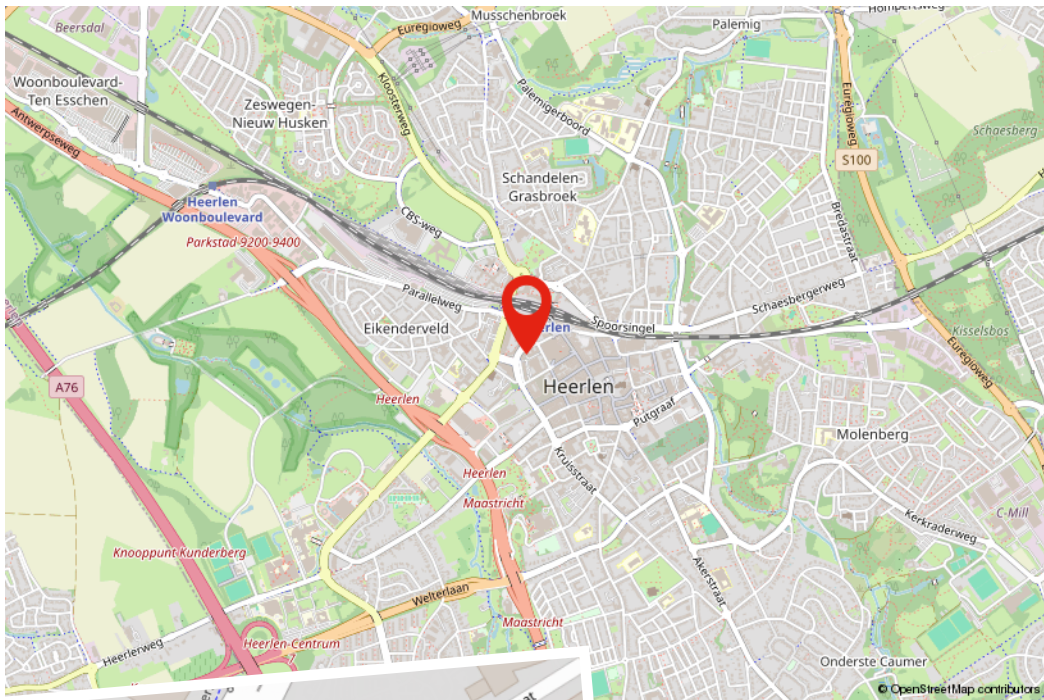 Hompertsweg
Musschenbroek
Beersdal
Euregioweg
Palemig
Woonboulevard-
Ten Esschen
Zeswegen-
Nieuw Husken
Kloosterweg
Palemigerboord
Euregioweg
Antwerpseweg
Schaesberg
S100
Schandelen-
Grasbroek
Heerlen
Woonboulevard
CBS-weg
Bredastraat
Parkstad-9200-9400
Parallelweg
Schaesbergerweg
Eikenderveld
Spoorsingel
Kisselsbos
A76
Heerlen
Euregioweg
Heerlen
Putgraaf
Molenberg
Kruisstraat
Heerlen
Maastricht
C-Mill
Kerkraderweg
Knooppunt Kunderberg
Akerstraat
Welterlaan
Maastricht
Heerlerweg
Heerlen-Centrum
7
Onderste Caumer
© OpenStreetMap contributors